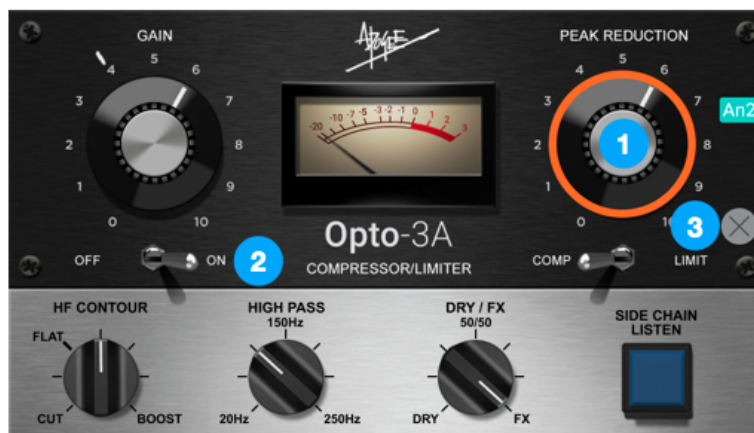 GAIN
APOGEE
PEAK REDUCTION
0 1 2 3 4 5 6 7 8 9 10
-20 -10 -7 -5 -3 -2 -1 0 1 2 3
0 1 2 3 4 5 6 7 8 9 10
An2
1
Opto-3A
3
OFF
ON
2
COMPRESSOR/LIMITER
COMP
LIMIT
HF CONTOUR
FLAT
CUT
BOOST
HIGH PASS
150Hz
20Hz
250Hz
DRY / FX
50/50
DRY
FX
SIDE CHAIN
LISTEN